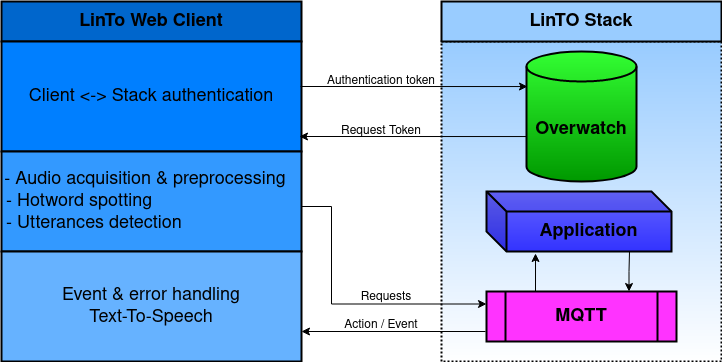 LinTo Web Client
LinTO Stack
Client <-> Stack authentication
Authentication token
Request Token
Overwatch
- Audio acquisition & preprocessing
- Hotword spotting
- Utterances detection
Application
Event & error handling
Text-To-Speech
Requests
Action / Event
MQTT